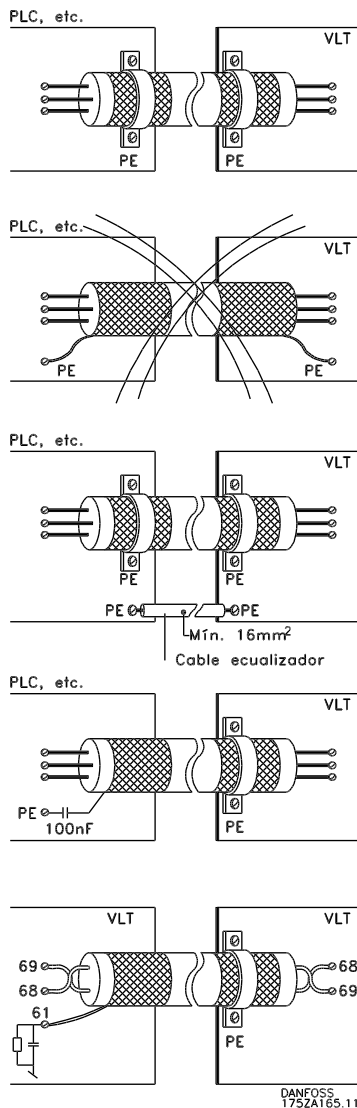 PLC, etc.
VLT
PE
PE
PLC, etc.
VLT
PE
PE
PLC, etc.
VLT
PE
PE
PE
PE
Mín. 16mm²
Cable ecualizador
PLC, etc.
VLT
PE
100nF
PE
VLT
VLT
69
68
68
69
61
PE
DANFOSS
175ZA165.11